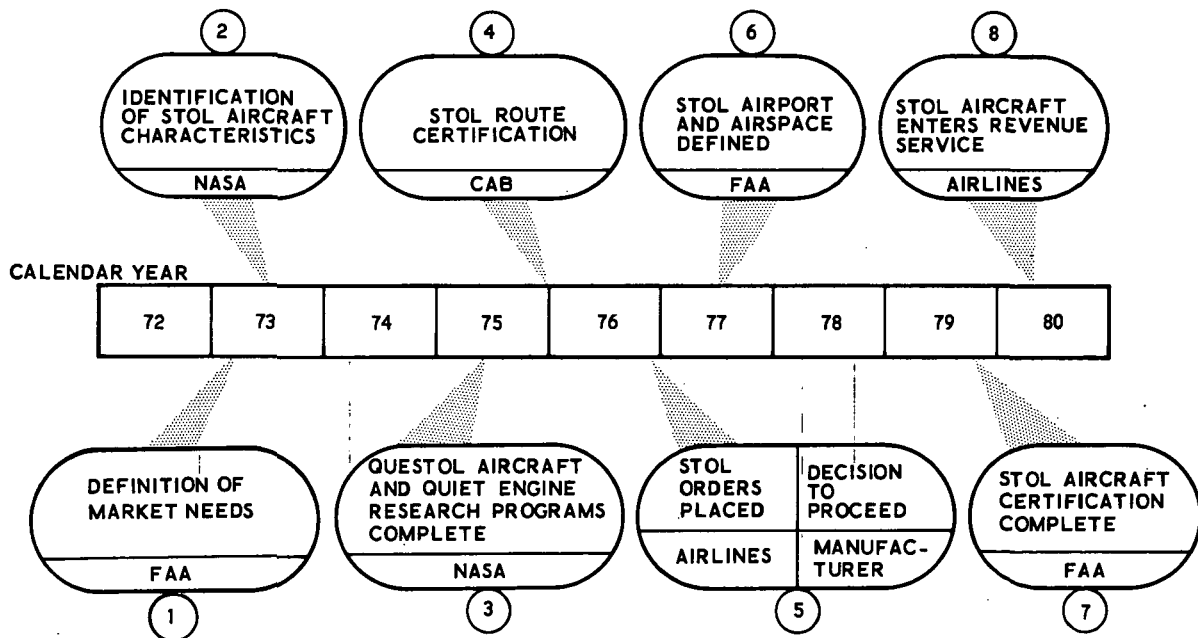 2
4
6
8
IDENTIFICATION
OF STOL AIRCRAFT
CHARACTERISTICS
NASA
STOL ROUTE
CERTIFICATION
CAB
STOL AIRPORT
AND AIRSPACE
DEFINED
FAA
STOL AIRCRAFT
ENTERS REVENUE
SERVICE
AIRLINES
CALENDAR YEAR
72 73 74 75 76 77 78 79 80
DEFINITION OF
MARKET NEEDS
FAA
1
QUESTOL AIRCRAFT
AND QUIET ENGINE
RESEARCH PROGRAMS
COMPLETE
NASA
3
STOL
ORDERS
PLACED
AIRLINES
DECISION
TO
PROCEED
MANUFAC-
TURER
5
STOL AIRCRAFT
CERTIFICATION
COMPLETE
FAA
7